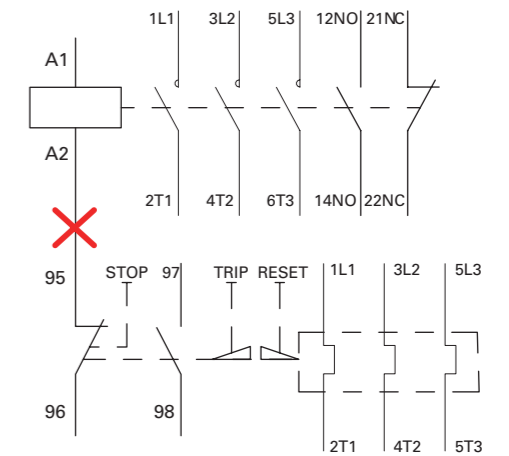 1L1 3L2 5L3 12NO 21NC
A1
A2
2T1 4T2 6T3 14NO 22NC
95 STOP 97 TRIP RESET 1L1 3L2 5L3
96 98
2T1 4T2 5T3